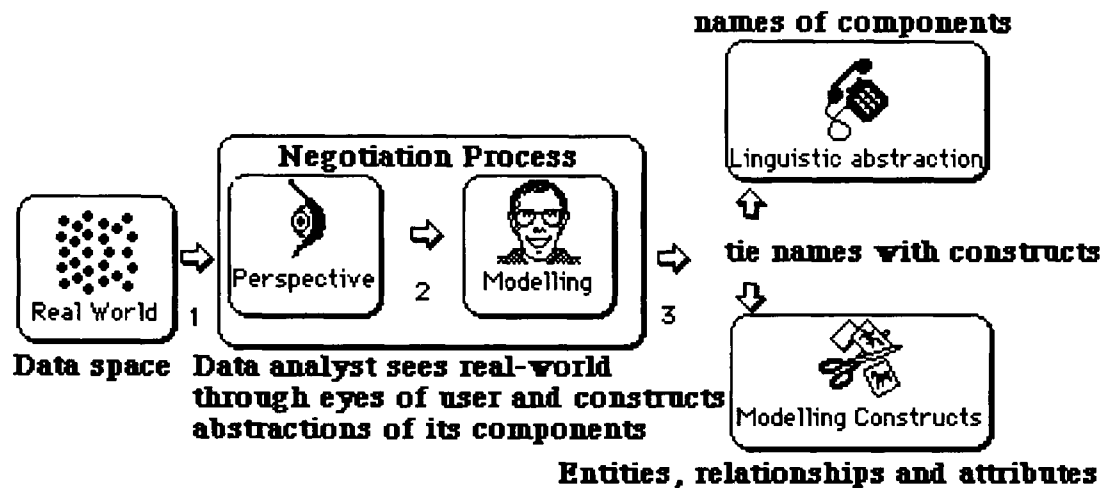 names of components
Linguistic abstraction
Negotiation Process
Perspective
2
Modelling
Real World
1
3
tie names with constructs
Data space
Data analyst sees real-world
through eyes of user and constructs
abstractions of its components
Modelling Constructs
Entities, relationships and attributes